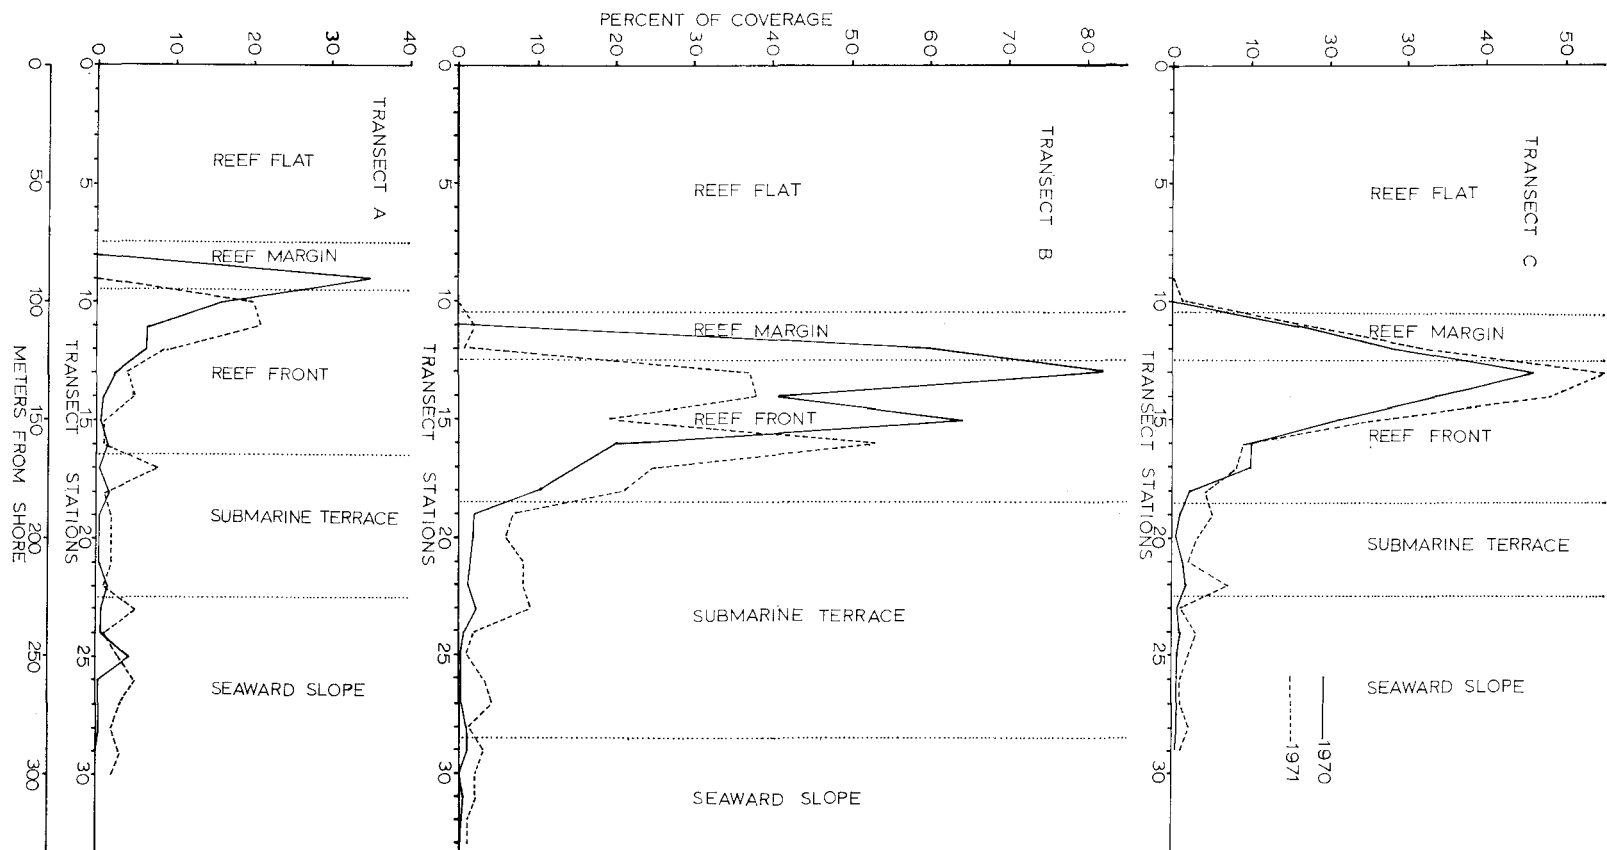 PERCENT OF COVERAGE
0 10 20 30 40
0 10 20 30 40 50 60 70 80
0 10 30 30 40 50
TRANSECT A
REEF FLAT
REEF MARGIN
REEF FRONT
SUBMARINE TERRACE
SEAWARD SLOPE
0 5 10 15 20 25 30
TRANSECT STATIONS
0 50 100 150 200 250 300
METERS FROM SHORE
TRANSECT B
REEF FLAT
REEF MARGIN
REEF FRONT
SUBMARINE TERRACE
SEAWARD SLOPE
0 5 10 15 20 25 30
TRANSECT STATIONS
TRANSECT C
REEF FLAT
REEF MARGIN
REEF FRONT
SUBMARINE TERRACE
SEAWARD SLOPE
0 5 10 15 20 25 30
TRANSECT STATIONS
1970
1971